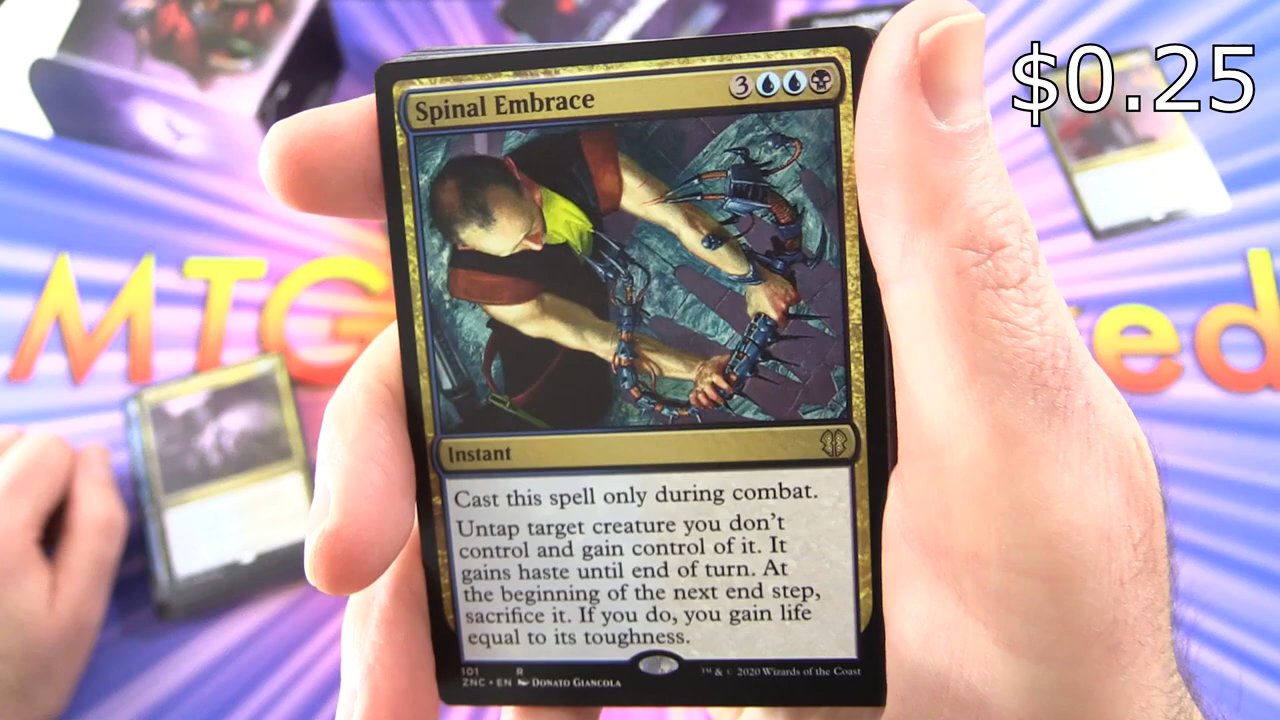 $0.25
Spinal Embrace
3
MTG
ed
Instant
Cast this spell only during combat.
Untap target creature you don't
control and gain control of it. It
gains haste until end of turn. At
the beginning of the next end step,
sacrifice it. If you do, you gain life
equal to its toughness.
101 R
ZNC • EN Donato Giancola
™ & © 2020 Wizards of the Coast